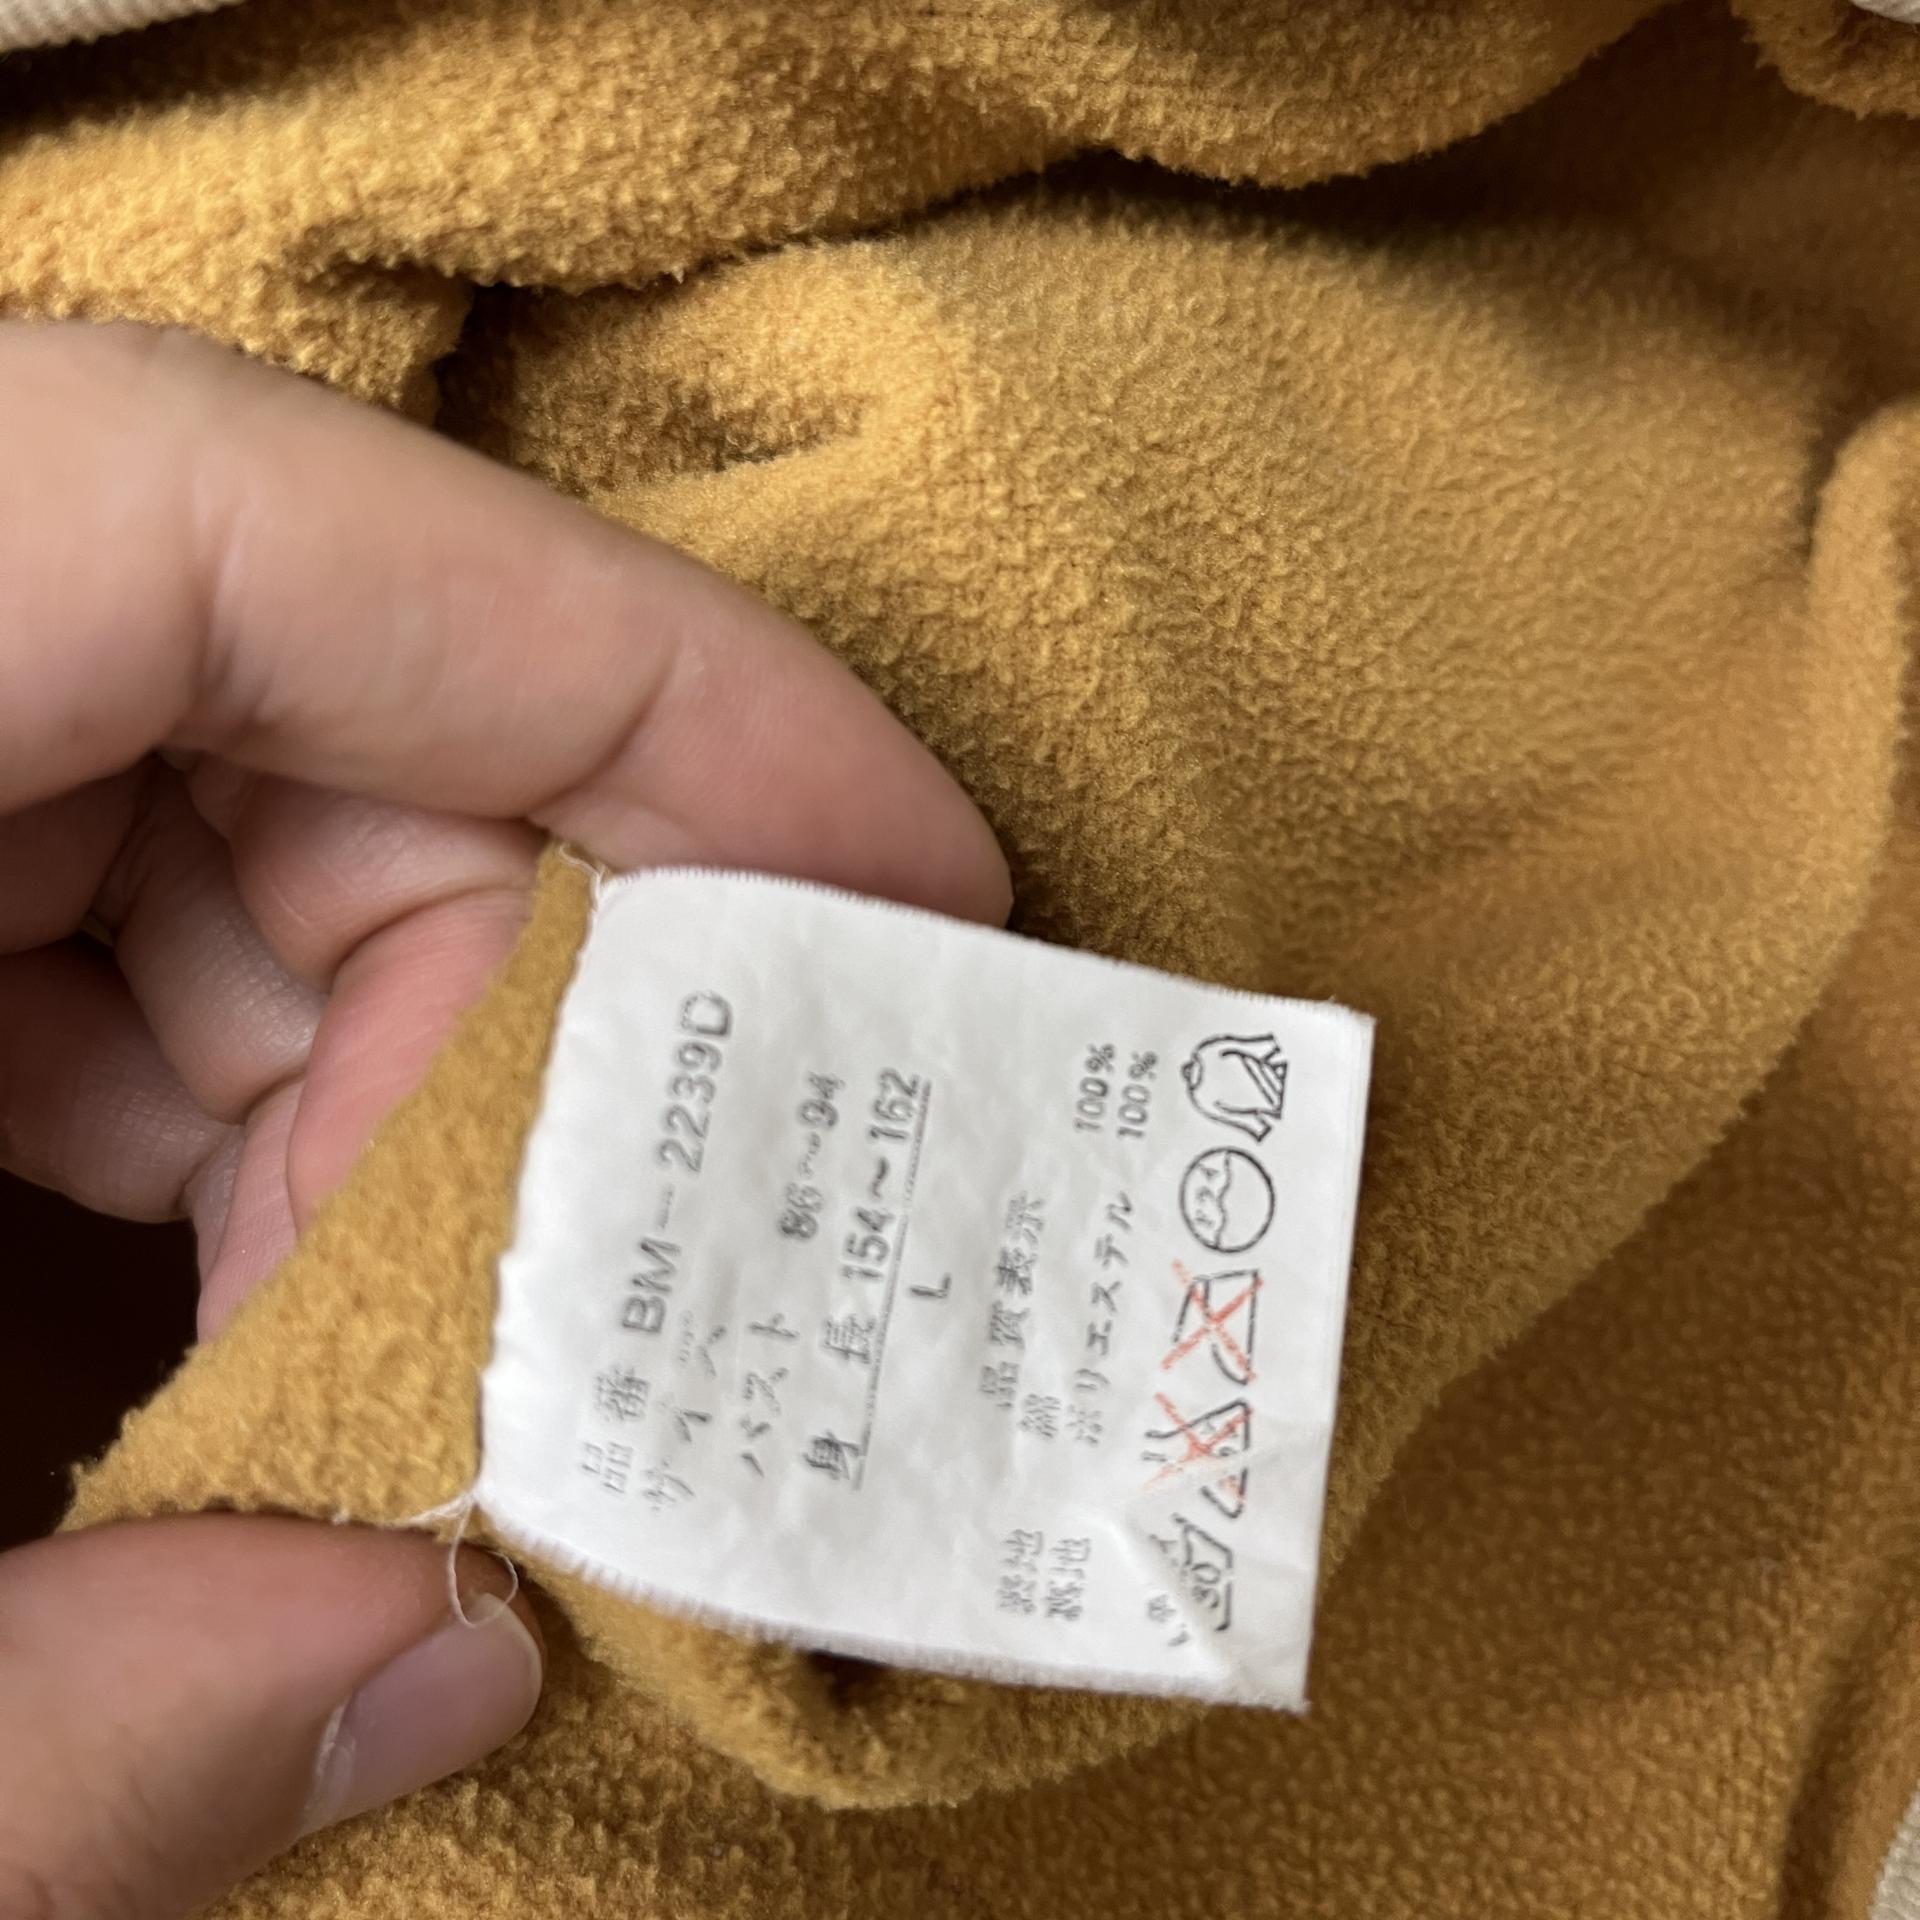 品番 BM-2239D
サイズ
バスト 86~94
身長 154~162
L
品質表示
表地 綿 100%
裏地 ポリエステル 100%